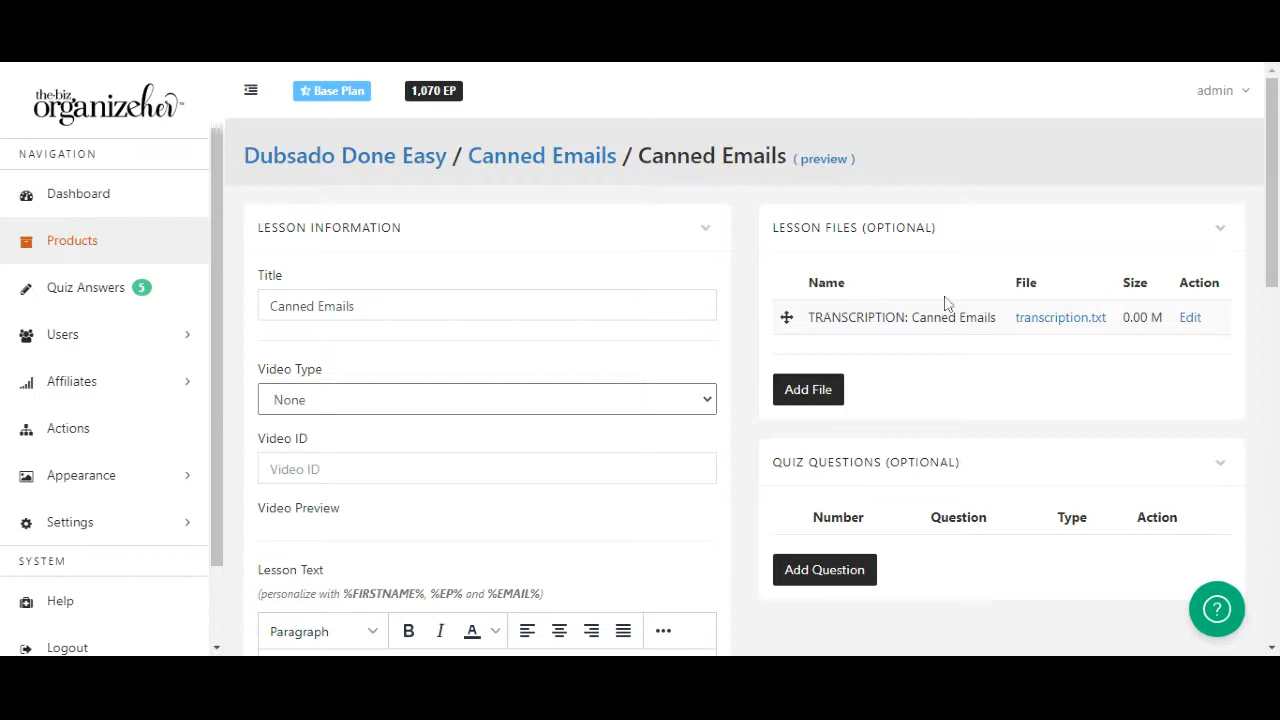 the·biz
organizeher™
Base Plan
1,070 EP
admin
NAVIGATION
Dashboard
Products
Quiz Answers 5
Users
Affiliates
Actions
Appearance
Settings
SYSTEM
Help
Logout
Dubsado Done Easy / Canned Emails / Canned Emails ( preview )
LESSON INFORMATION
Title
Canned Emails
Video Type
None
Video ID
Video ID
Video Preview
Lesson Text
(personalize with %FIRSTNAME%, %EP% and %EMAIL%)
Paragraph B I A
LESSON FILES (OPTIONAL)
Name File Size Action
TRANSCRIPTION: Canned Emails transcription.txt 0.00 M Edit
Add File
QUIZ QUESTIONS (OPTIONAL)
Number Question Type Action
Add Question
?